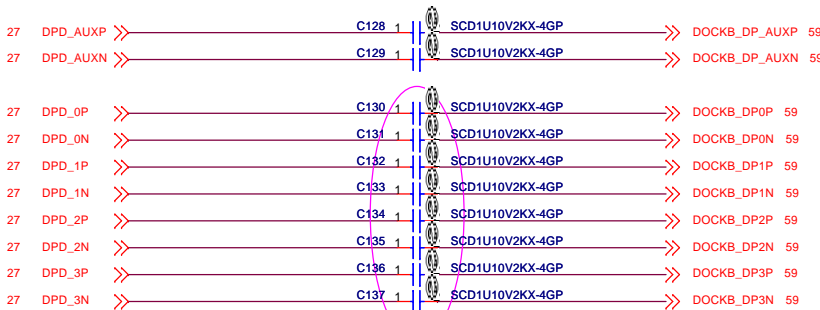 27 DPD_AUXP C128 1 SCD1U10V2KX-4GP DOCKB_DP_AUXP 59
27 DPD_AUXN C129 1 SCD1U10V2KX-4GP DOCKB_DP_AUXN 59
27 DPD_0P C130 1 SCD1U10V2KX-4GP DOCKB_DP0P 59
27 DPD_0N C131 1 SCD1U10V2KX-4GP DOCKB_DP0N 59
27 DPD_1P C132 1 SCD1U10V2KX-4GP DOCKB_DP1P 59
27 DPD_1N C133 1 SCD1U10V2KX-4GP DOCKB_DP1N 59
27 DPD_2P C134 1 SCD1U10V2KX-4GP DOCKB_DP2P 59
27 DPD_2N C135 1 SCD1U10V2KX-4GP DOCKB_DP2N 59
27 DPD_3P C136 1 SCD1U10V2KX-4GP DOCKB_DP3P 59
27 DPD_3N C137 1 SCD1U10V2KX-4GP DOCKB_DP3N 59